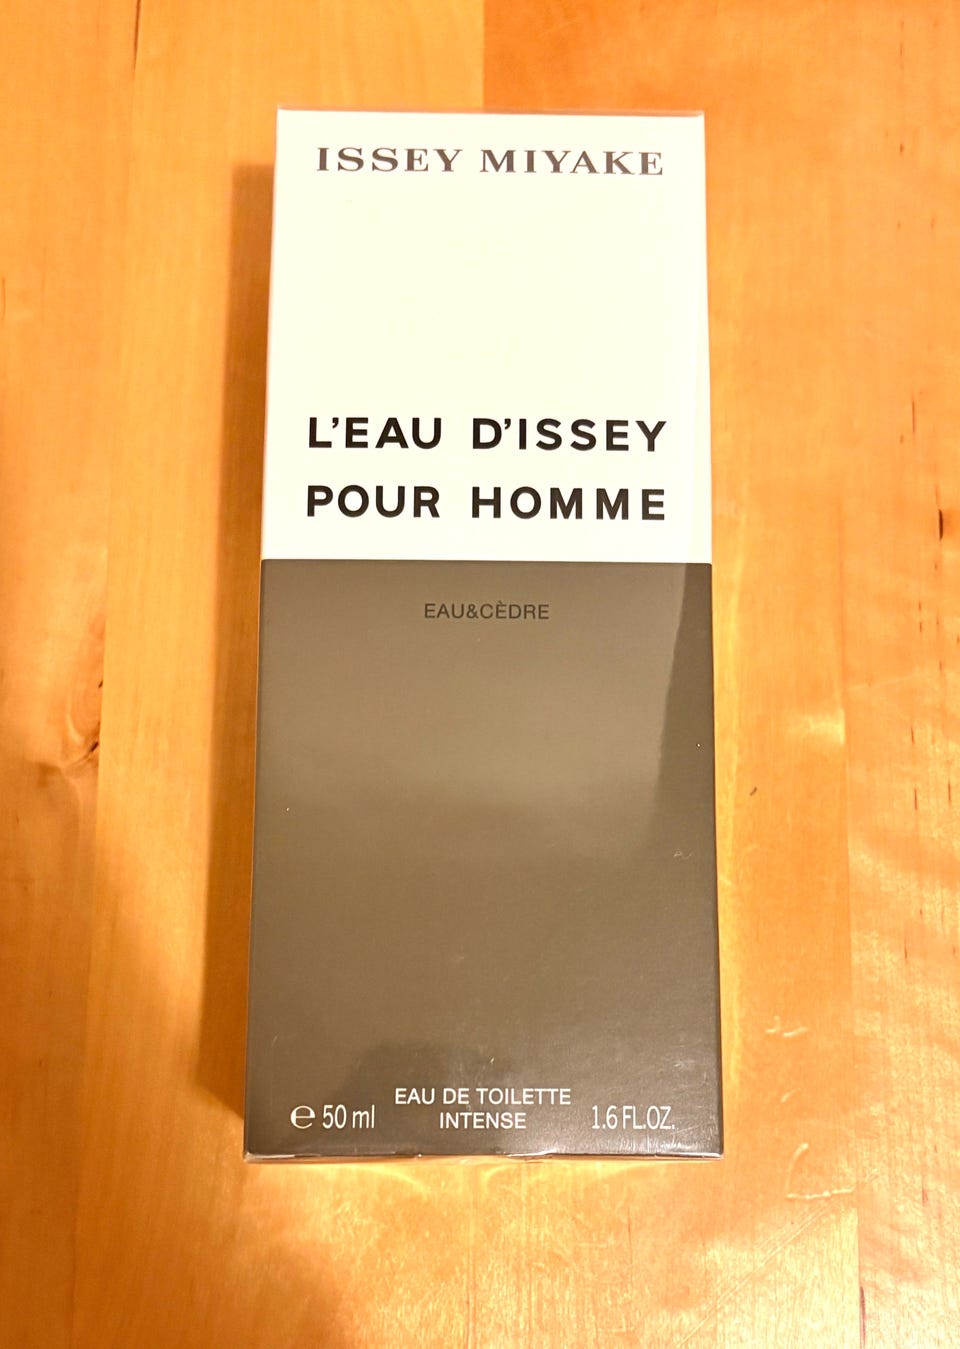 ISSEY MIYAKE
L'EAU D'ISSEY
POUR HOMME
EAU&CÈDRE
EAU DE TOILETTE
INTENSE
℮ 50 ml
1.6 FL.OZ.